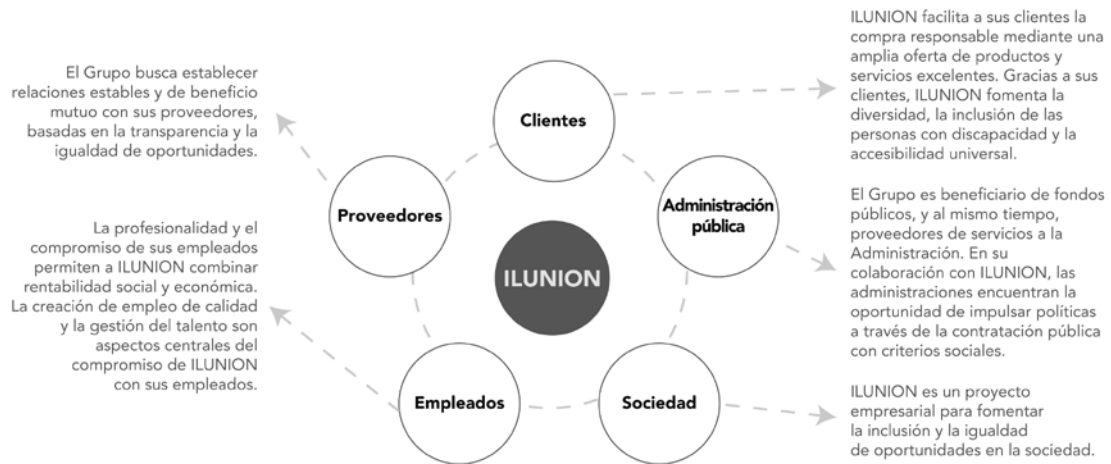 ILUNION facilita a sus clientes la
compra responsable mediante una
amplia oferta de productos y
servicios excelentes. Gracias a sus
clientes, ILUNION fomenta la
diversidad, la inclusión de las
personas con discapacidad y la
accesibilidad universal.
El Grupo busca establecer
relaciones estables y de beneficio
mutuo con sus proveedores,
basadas en la transparencia y la
igualdad de oportunidades.
Clientes
Proveedores
Administración
pública
El Grupo es beneficiario de fondos
públicos, y al mismo tiempo,
proveedores de servicios a la
Administración. En su
colaboración con ILUNION, las
administraciones encuentran la
oportunidad de impulsar políticas
a través de la contratación pública
con criterios sociales.
La profesionalidad y el
compromiso de sus empleados
permiten a ILUNION combinar
rentabilidad social y económica.
La creación de empleo de calidad
y la gestión del talento son
aspectos centrales del
compromiso de ILUNION
con sus empleados.
ILUNION
Empleados
Sociedad
ILUNION es un proyecto
empresarial para fomentar
la inclusión y la igualdad
de oportunidades en la sociedad.